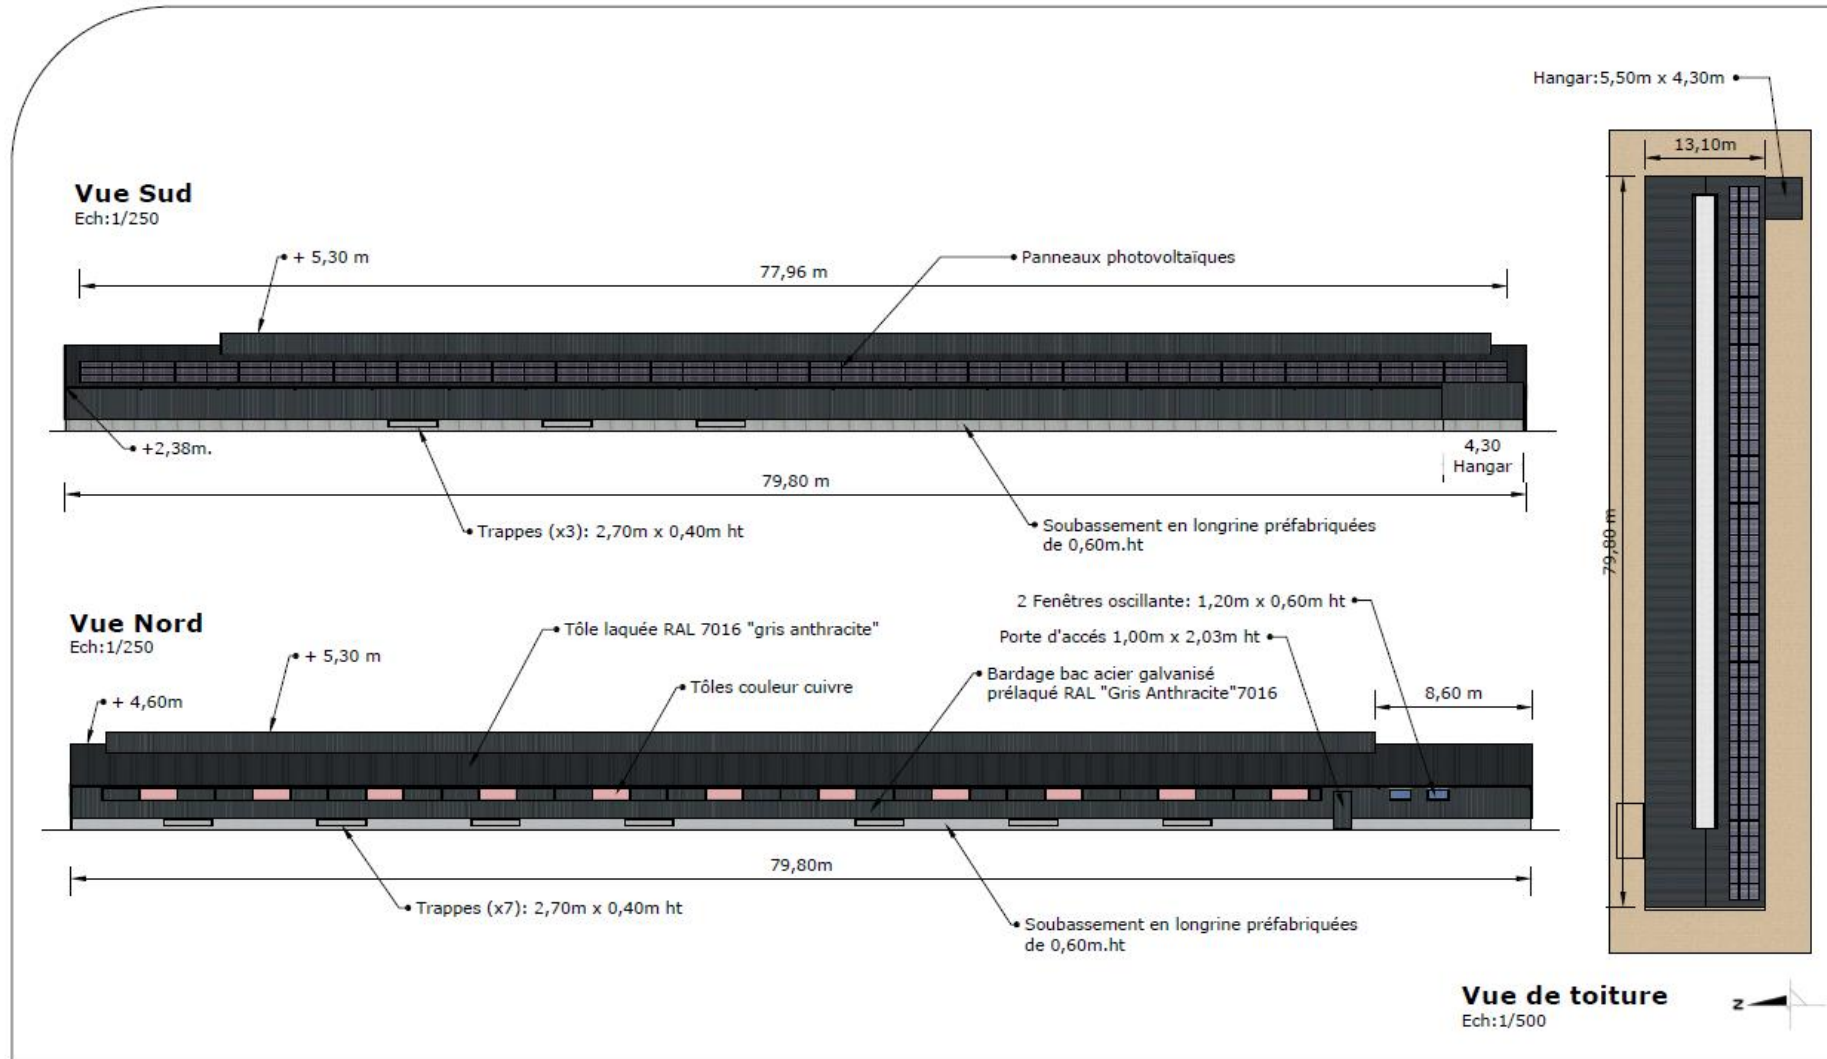 Hangar:5,50m x 4,30m
13,10m
79,80 m
Vue Sud
Ech:1/250
+ 5,30 m
77,96 m
Panneaux photovoltaïques
+2,38m.
4,30
Hangar
79,80 m
Trappes (x3): 2,70m x 0,40m ht
Soubassement en longrine préfabriquées
de 0,60m.ht
Vue Nord
Ech:1/250
2 Fenêtres oscillante: 1,20m x 0,60m ht
Tôle laquée RAL 7016 "gris anthracite"
Porte d'accés 1,00m x 2,03m ht
+ 5,30 m
Bardage bac acier galvanisé
prélaqué RAL "Gris Anthracite"7016
Tôles couleur cuivre
8,60 m
+ 4,60m
79,80m
Trappes (x7): 2,70m x 0,40m ht
Soubassement en longrine préfabriquées
de 0,60m.ht
Vue de toiture
Ech:1/500
N